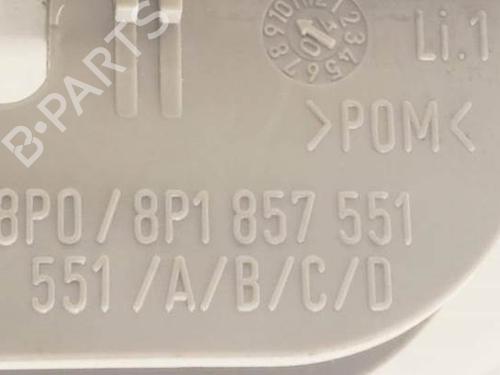 Li.1
>POM<
8P0/8P1 857 551
551/A/B/C/D
B-PARTS